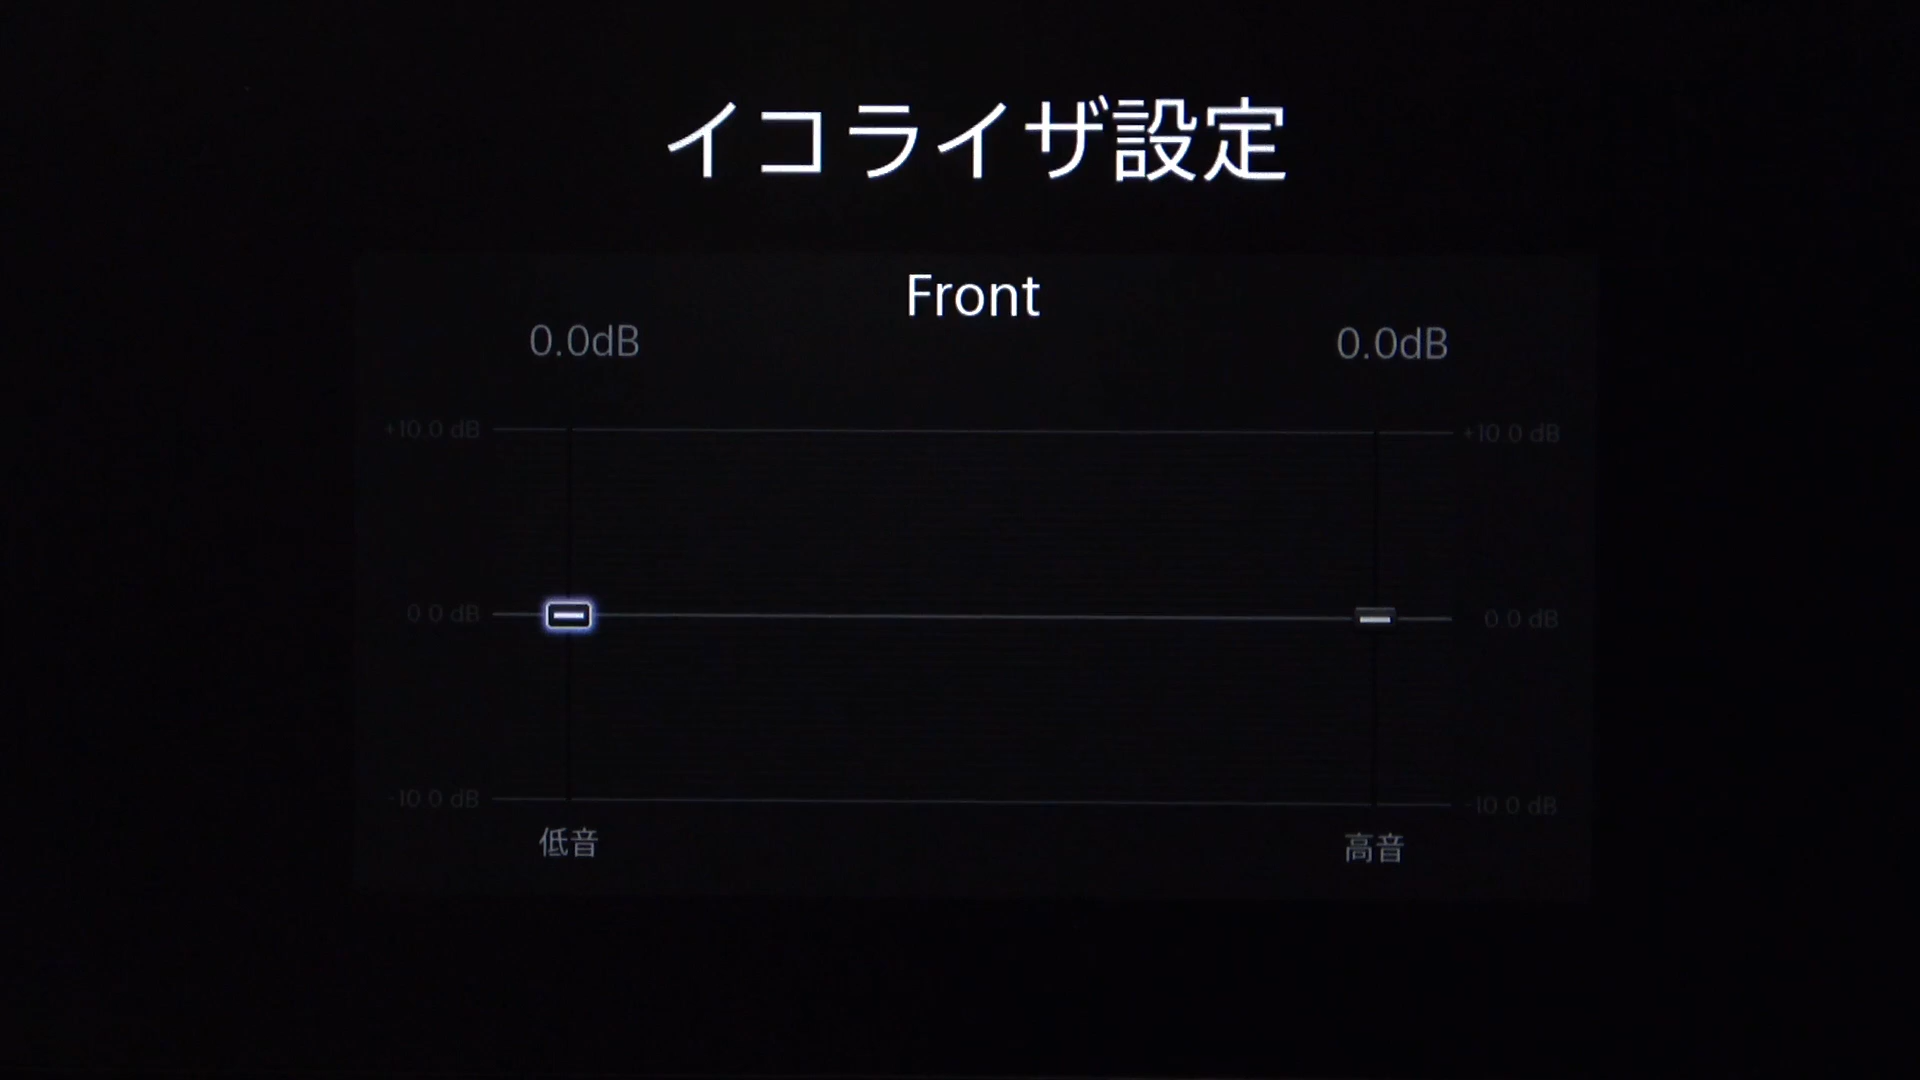 イコライザ設定
Front
0.0dB 0.0dB
+10.0 dB +10.0 dB
0.0 dB 0.0 dB
-10.0 dB -10.0 dB
低音 高音